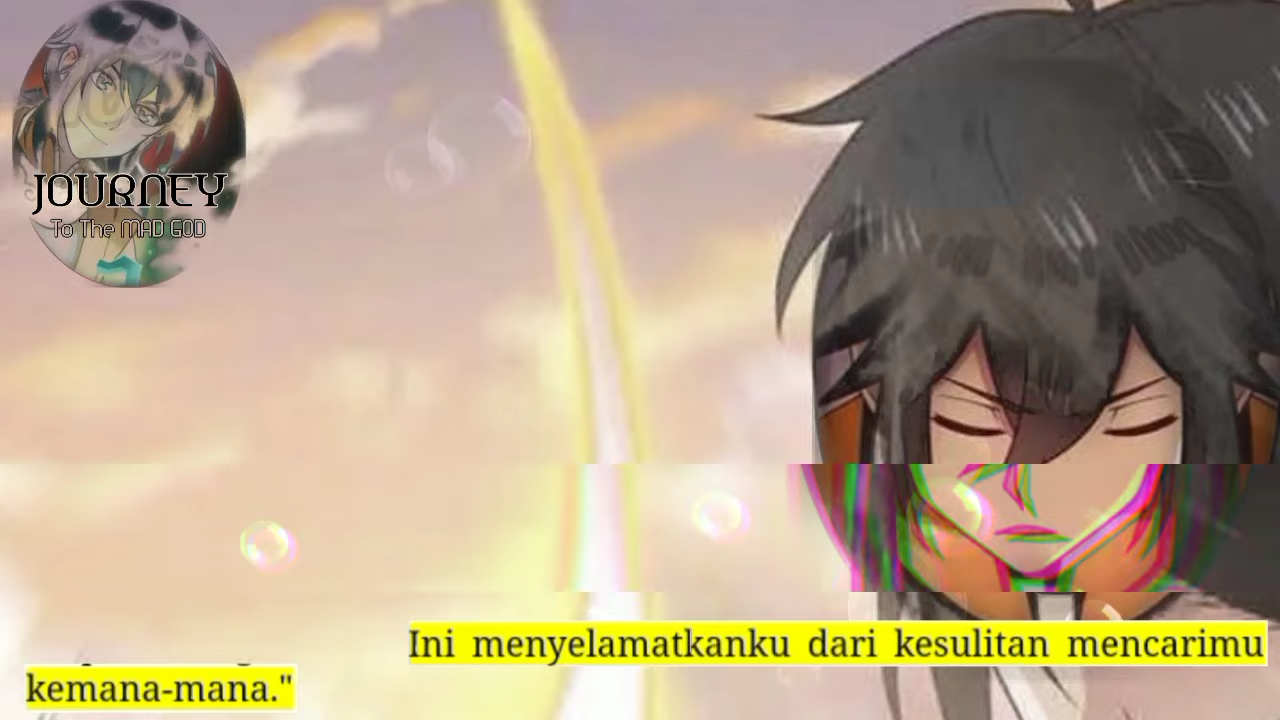 JOURNEY
To The MAD GOD
Ini menyelamatkanku dari kesulitan mencarimu
kemana-mana."